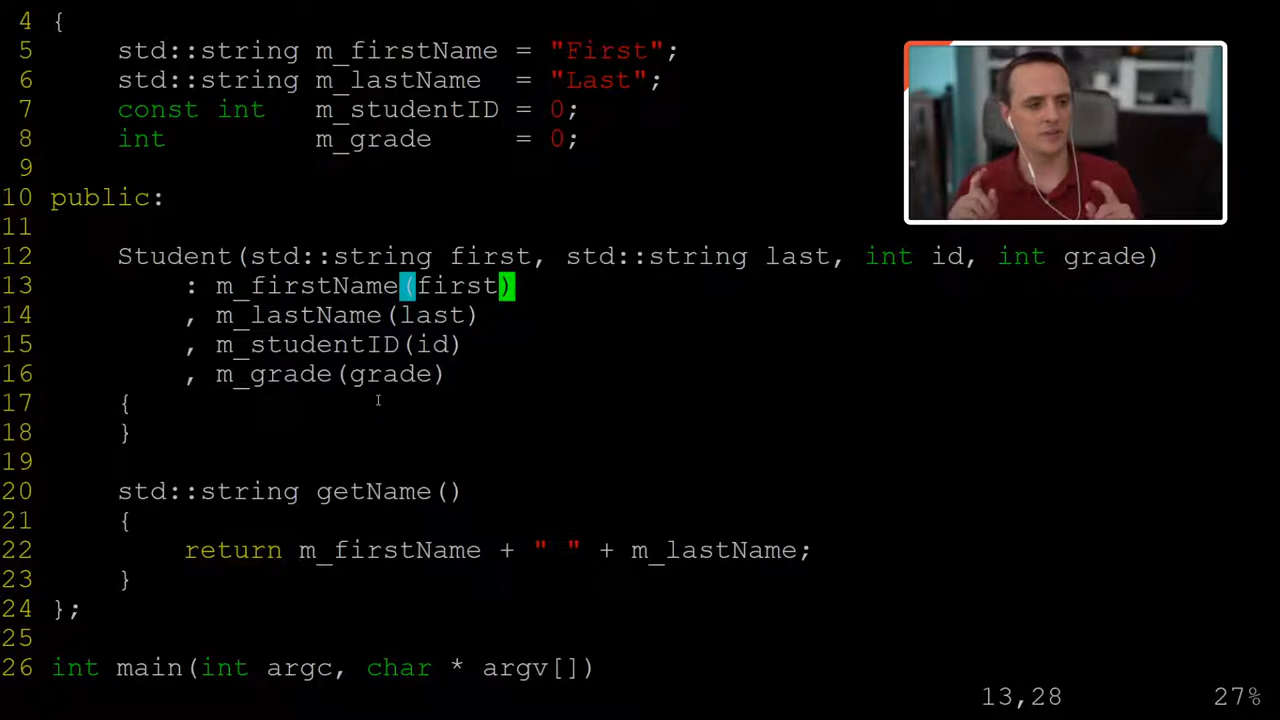 4 {
5 std::string m_firstName = "First";
6 std::string m_lastName = "Last";
7 const int m_studentID = 0;
8 int m_grade = 0;
9
10 public:
11
12 Student(std::string first, std::string last, int id, int grade)
13 : m_firstName(first)
14 , m_lastName(last)
15 , m_studentID(id)
16 , m_grade(grade)
17 {
18 }
19
20 std::string getName()
21 {
22 return m_firstName + " " + m_lastName;
23 }
24 };
25
26 int main(int argc, char * argv[])
13,28 27%